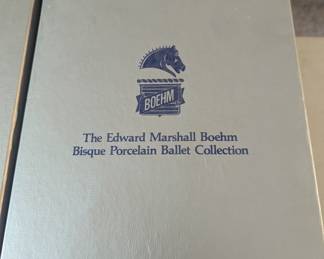 BOEHM
The Edward Marshall Boehm
Bisque Porcelain Ballet Collection